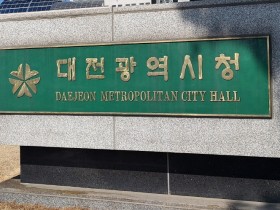 대전광역시청
DAEJEON METROPOLITAN CITY HALL